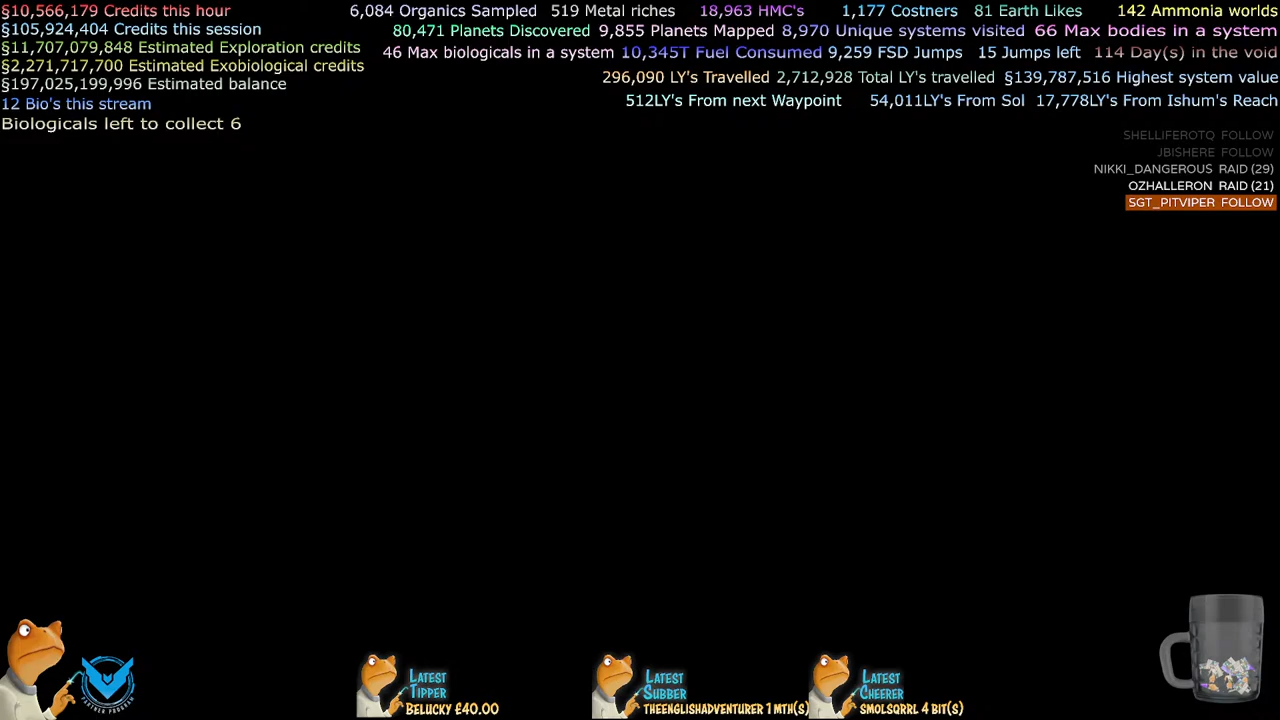 §10,566,179 Credits this hour
§105,924,404 Credits this session
§11,707,079,848 Estimated Exploration credits
§2,271,717,700 Estimated Exobiological credits
§197,025,199,996 Estimated balance
12 Bio's this stream
Biologicals left to collect 6
6,084 Organics Sampled 519 Metal riches 18,963 HMC's 1,177 Costners 81 Earth Likes 142 Ammonia worlds
80,471 Planets Discovered 9,855 Planets Mapped 8,970 Unique systems visited 66 Max bodies in a system
46 Max biologicals in a system 10,345T Fuel Consumed 9,259 FSD Jumps 15 Jumps left 114 Day(s) in the void
296,090 LY's Travelled 2,712,928 Total LY's travelled §139,787,516 Highest system value
512LY's From next Waypoint 54,011LY's From Sol 17,778LY's From Ishum's Reach
SHELLIFEROTQ FOLLOW
JBISHERE FOLLOW
NIKKI_DANGEROUS RAID (29)
OZHALLERON RAID (21)
SGT_PITVIPER FOLLOW
PARTNER PROGRAM
LATEST
TIPPER
BELUCKY £40.00
LATEST
SUBBER
THEENGLISHADVENTURER 1 MTH(S)
LATEST
CHEERER
SMOLSQRRL 4 BIT(S)